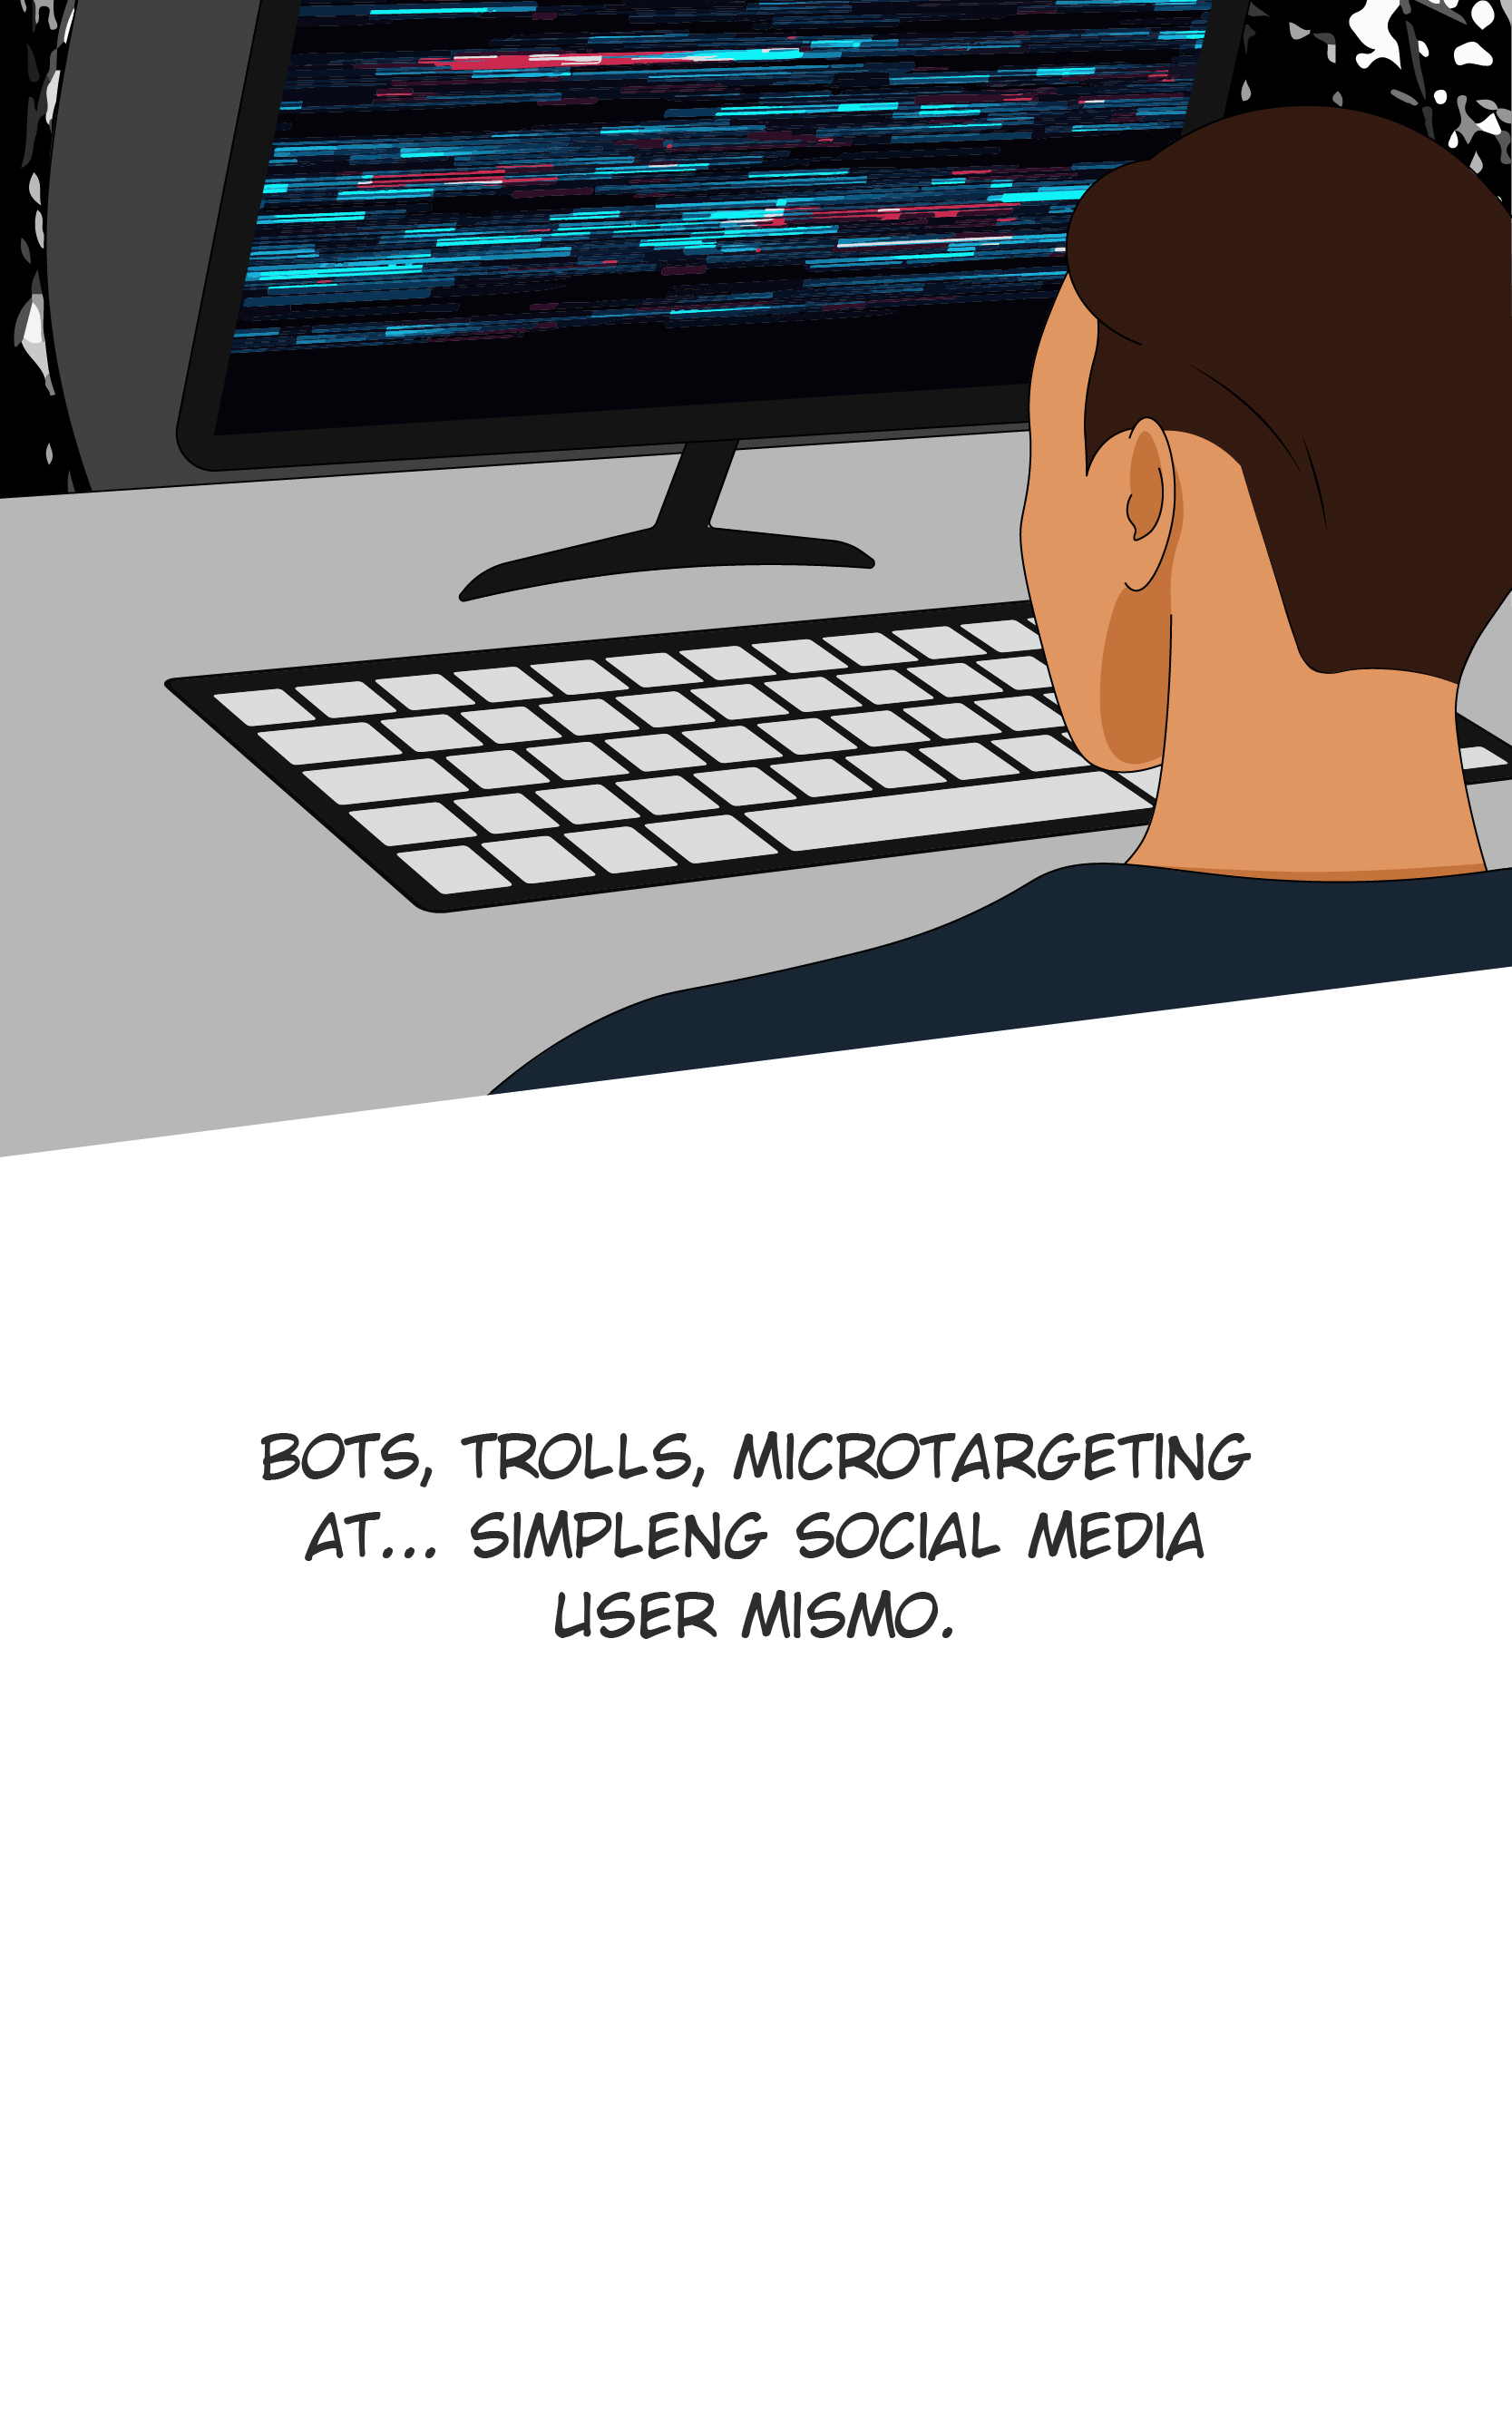 BOTS, TROLLS, MICROTARGETING
AT... SIMPLENG SOCIAL MEDIA
USER MISMO.